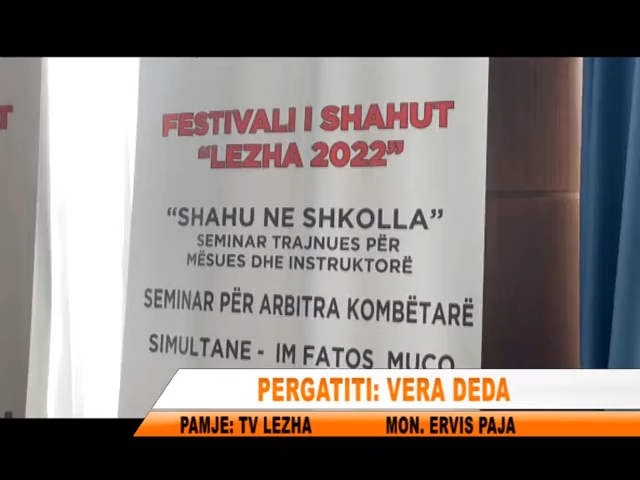 FESTIVALI I SHAHUT
"LEZHA 2022"
"SHAHU NE SHKOLLA"
SEMINAR TRAJNUES PËR
MËSUES DHE INSTRUKTORË
SEMINAR PËR ARBITRA KOMBËTARË
SIMULTANE - IM FATOS MUCO
PERGATITI: VERA DEDA
PAMJE: TV LEZHA MON. ERVIS PAJA